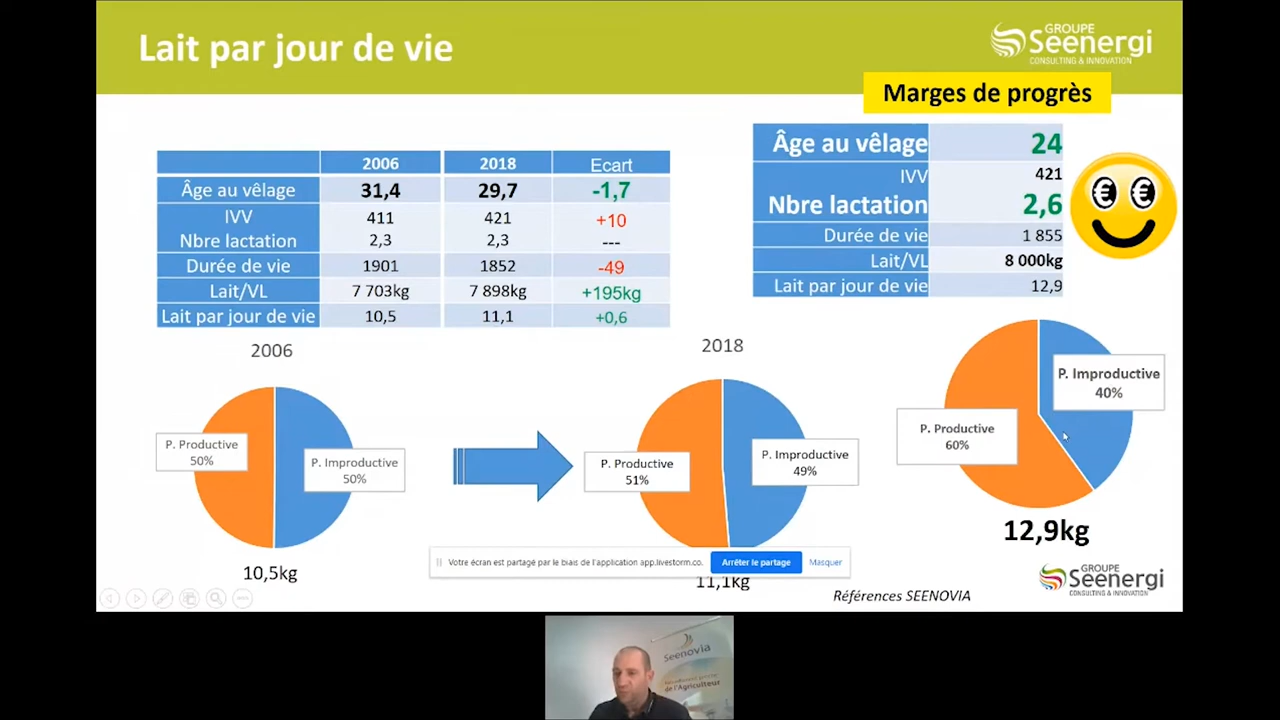 Lait par jour de vie
GROUPE
Seenergi
CONSULTING & INNOVATION
Marges de progrès
2006 2018 Ecart
Âge au vêlage 31,4 29,7 -1,7
IVV 411 421 +10
Nbre lactation 2,3 2,3 ---
Durée de vie 1901 1852 -49
Lait/VL 7 703kg 7 898kg +195kg
Lait par jour de vie 10,5 11,1 +0,6
Âge au vêlage 24
IVV 421
Nbre lactation 2,6
Durée de vie 1 855
Lait/VL 8 000kg
Lait par jour de vie 12,9
€ €
2006
P. Productive
50%
P. Improductive
50%
10,5kg
2018
P. Productive
51%
P. Improductive
49%
11,1kg
P. Improductive
40%
P. Productive
60%
12,9kg
Votre écran est partagé par le biais de l'application app.livestorm.co.
Arrêter le partage
Masquer
GROUPE
Seenergi
CONSULTING & INNOVATION
Références SEENOVIA
Seenovia
de l'Agriculteur